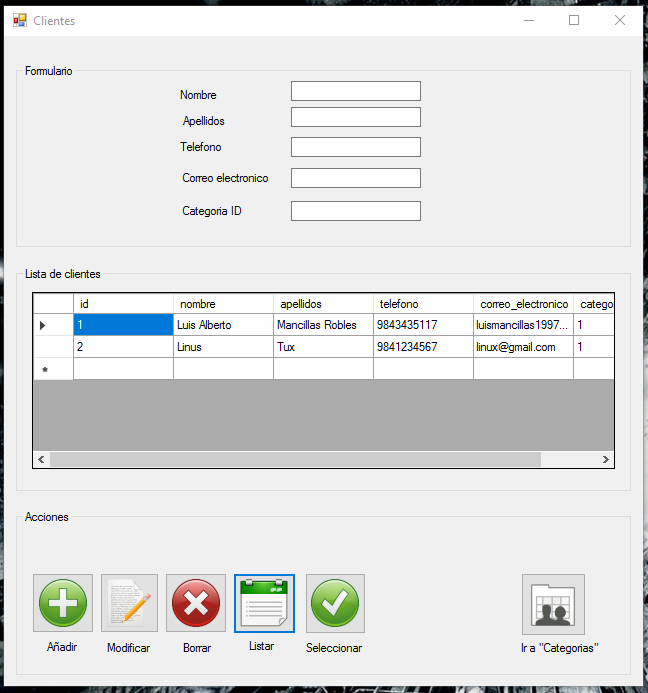 Clientes
Formulario
Nombre
Apellidos
Telefono
Correo electronico
Categoria ID
Lista de clientes
id nombre apellidos telefono correo_electronico catego
1 Luis Alberto Mancillas Robles 9843435117 luismancillas1997... 1
2 Linus Tux 9841234567 linux@gmail.com 1
*
Acciones
Añadir Modificar Borrar Listar Seleccionar Ir a "Categorias"